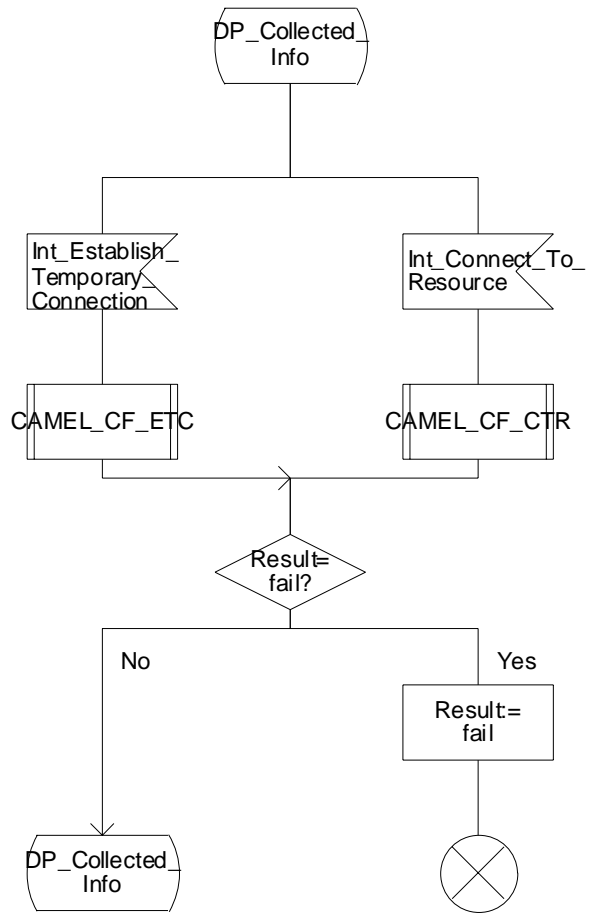 DP_Collected_
Info
Int_Establish_
Temporary_
Connection
Int_Connect_To_
Resource
CAMEL_CF_ETC
CAMEL_CF_CTR
Result=
fail?
No
Yes
Result:=
fail
DP_Collected_
Info